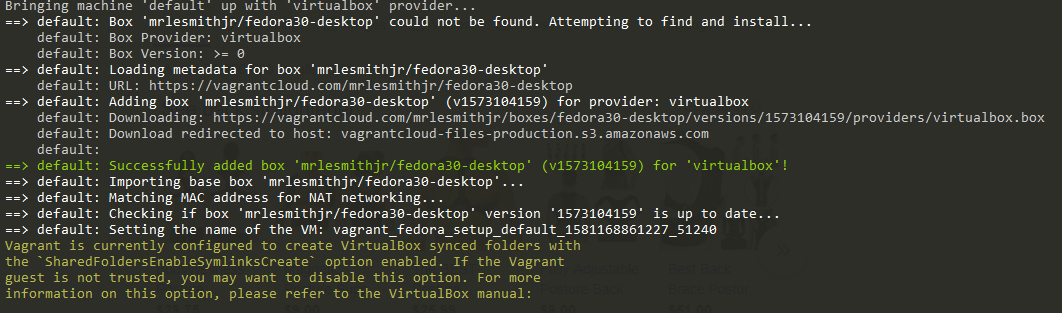 Bringing machine 'default' up with 'virtualbox' provider...
==> default: Box 'mrlesmithjr/fedora30-desktop' could not be found. Attempting to find and install...
default: Box Provider: virtualbox
default: Box Version: >= 0
==> default: Loading metadata for box 'mrlesmithjr/fedora30-desktop'
default: URL: https://vagrantcloud.com/mrlesmithjr/fedora30-desktop
==> default: Adding box 'mrlesmithjr/fedora30-desktop' (v1573104159) for provider: virtualbox
default: Downloading: https://vagrantcloud.com/mrlesmithjr/boxes/fedora30-desktop/versions/1573104159/providers/virtualbox.box
default: Download redirected to host: vagrantcloud-files-production.s3.amazonaws.com
default:
==> default: Successfully added box 'mrlesmithjr/fedora30-desktop' (v1573104159) for 'virtualbox'!
==> default: Importing base box 'mrlesmithjr/fedora30-desktop'...
==> default: Matching MAC address for NAT networking...
==> default: Checking if box 'mrlesmithjr/fedora30-desktop' version '1573104159' is up to date...
==> default: Setting the name of the VM: vagrant_fedora_setup_default_1581168861227_51240
Vagrant is currently configured to create VirtualBox synced folders with
the `SharedFoldersEnableSymlinksCreate` option enabled. If the Vagrant
guest is not trusted, you may want to disable this option. For more
information on this option, please refer to the VirtualBox manual: